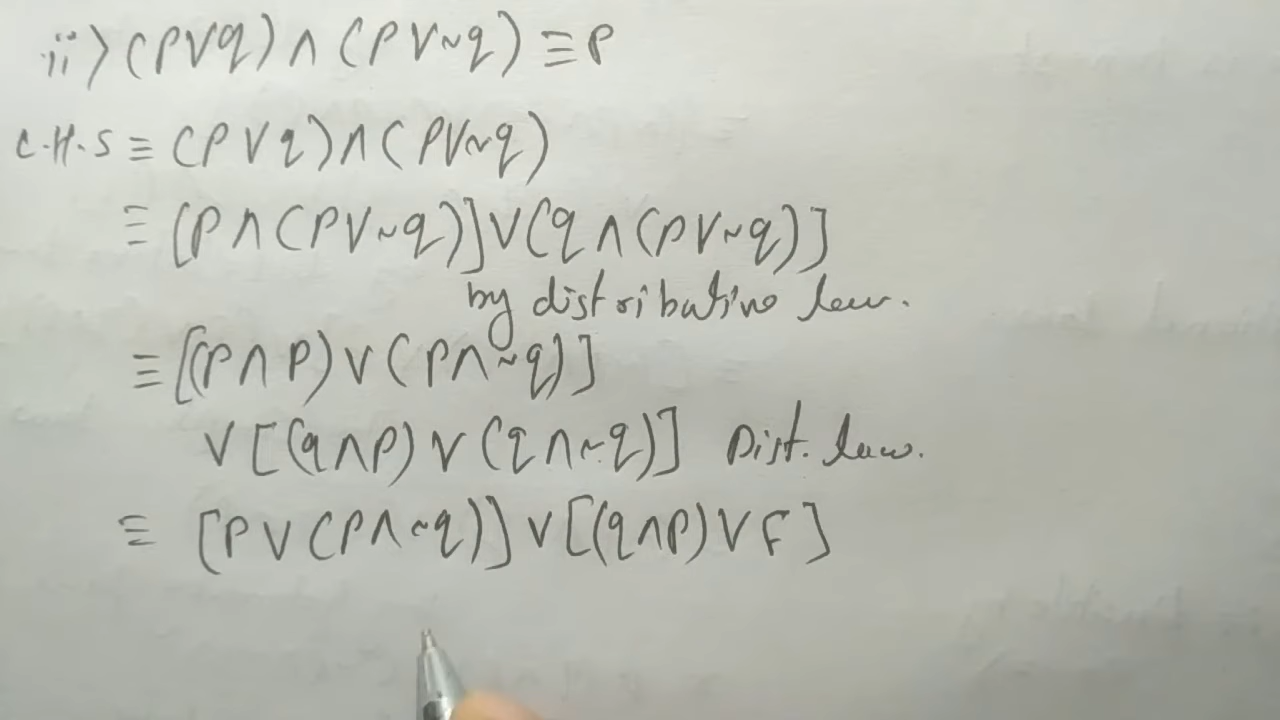 ii) (P∨q) ∧ (P∨~q) ≡ P
L.H.S ≡ (P∨q) ∧ (P∨~q)
≡ [P∧(P∨~q)] ∨ [q∧(P∨~q)]
by distributive law.
≡ [(P∧P) ∨ (P∧~q)]
∨ [(q∧P) ∨ (q∧~q)] Dist. law.
≡ [P∨(P∧~q)] ∨ [(q∧P) ∨ F]